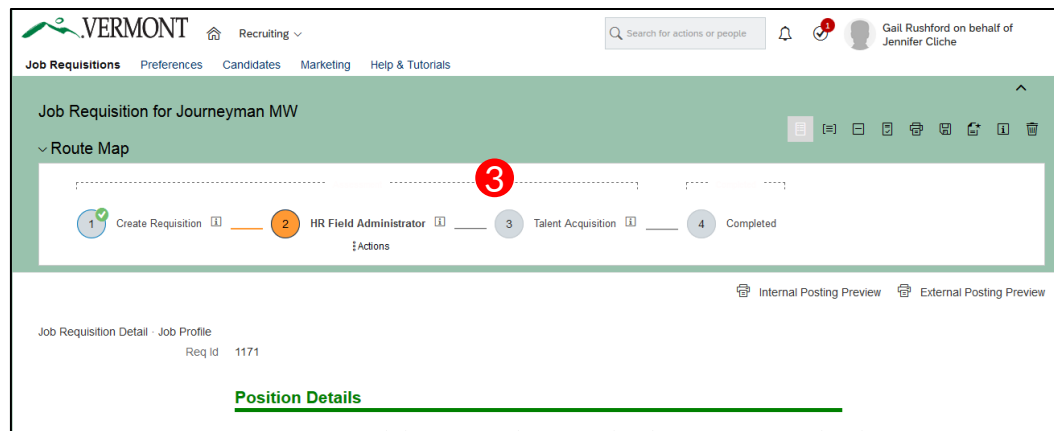 VERMONT
Recruiting
Search for actions or people
1
Gail Rushford on behalf of
Jennifer Cliche
Job Requisitions Preferences Candidates Marketing Help & Tutorials
Job Requisition for Journeyman MW
Route Map
3
1 Create Requisition 2 HR Field Administrator 3 Talent Acquisition 4 Completed
Actions
Internal Posting Preview External Posting Preview
Job Requisition Detail · Job Profile
Req Id 1171
Position Details